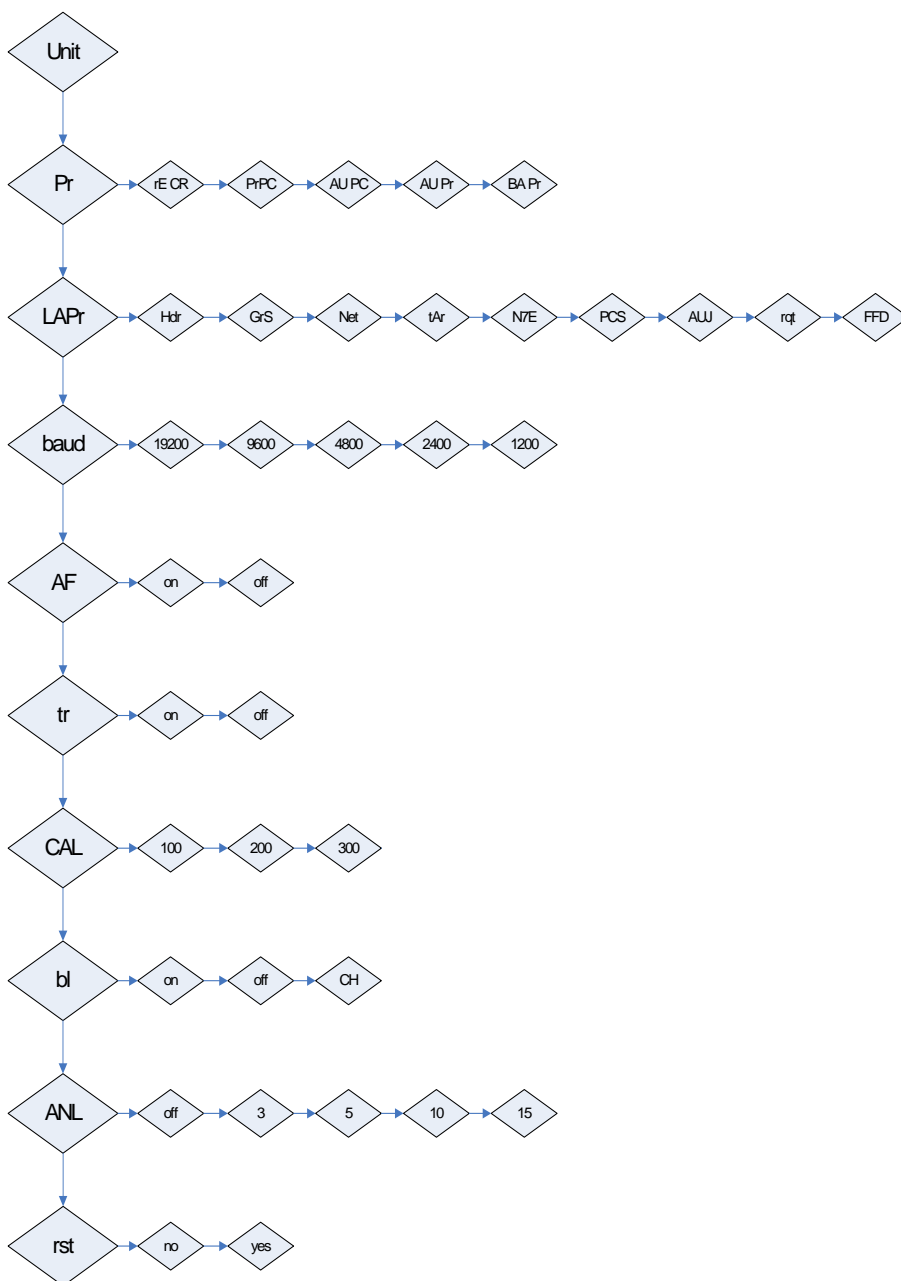 Unit
Pr rE CR PrPC AU PC AU Pr BA Pr
LAPr Hdr GrS Net tAr N7E PCS AUJ rqt FFD
baud 19200 9600 4800 2400 1200
AF on off
tr on off
CAL 100 200 300
bl on off CH
ANL off 3 5 10 15
rst no yes